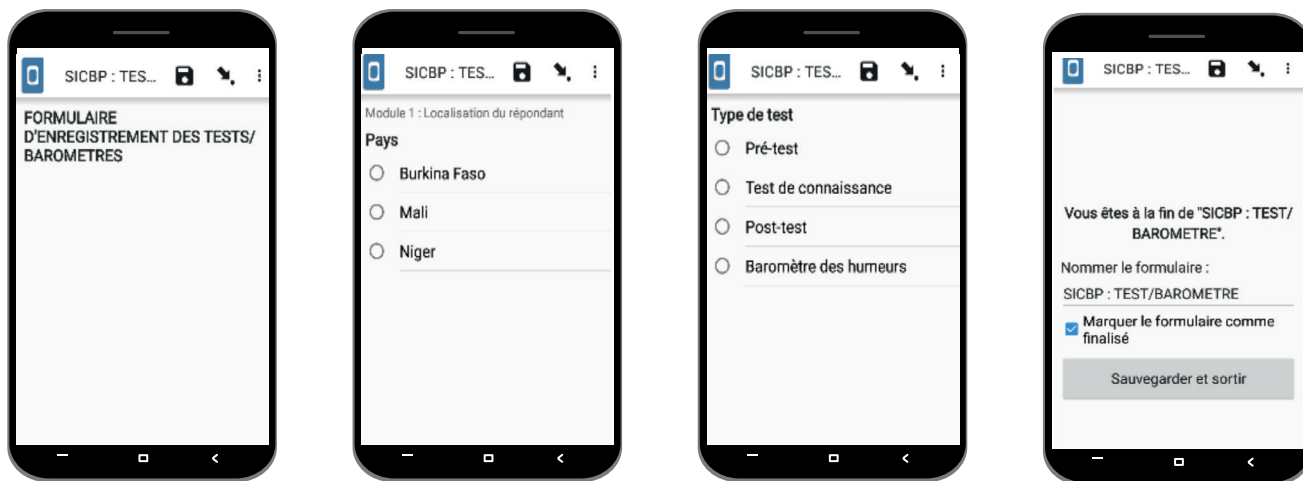 SICBP : TES...
FORMULAIRE
D'ENREGISTREMENT DES TESTS/
BAROMETRES
SICBP : TES...
Module 1 : Localisation du répondant
Pays
Burkina Faso
Mali
Niger
SICBP : TES...
Type de test
Pré-test
Test de connaissance
Post-test
Baromètre des humeurs
SICBP : TES...
Vous êtes à la fin de "SICBP : TEST/
BAROMETRE".
Nommer le formulaire :
SICBP : TEST/BAROMETRE
Marquer le formulaire comme
finalisé
Sauvegarder et sortir